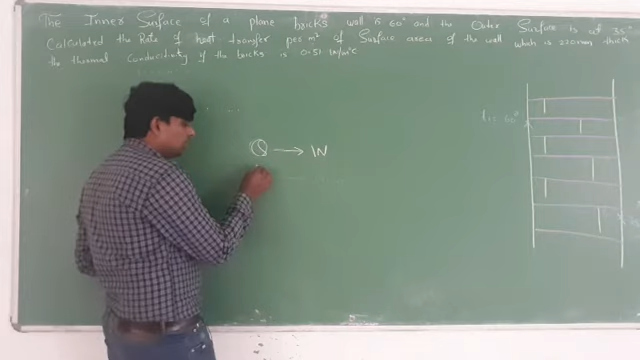 The Inner Surface of a plane bricks wall is 60° and the Outer Surface is at 35°
Calculated the Rate of heat transfer per m² of Surface area of the wall which is 220mm thick
the thermal conductivity of the bricks is 0.51 W/m°C
t₁ = 60°
Q → W